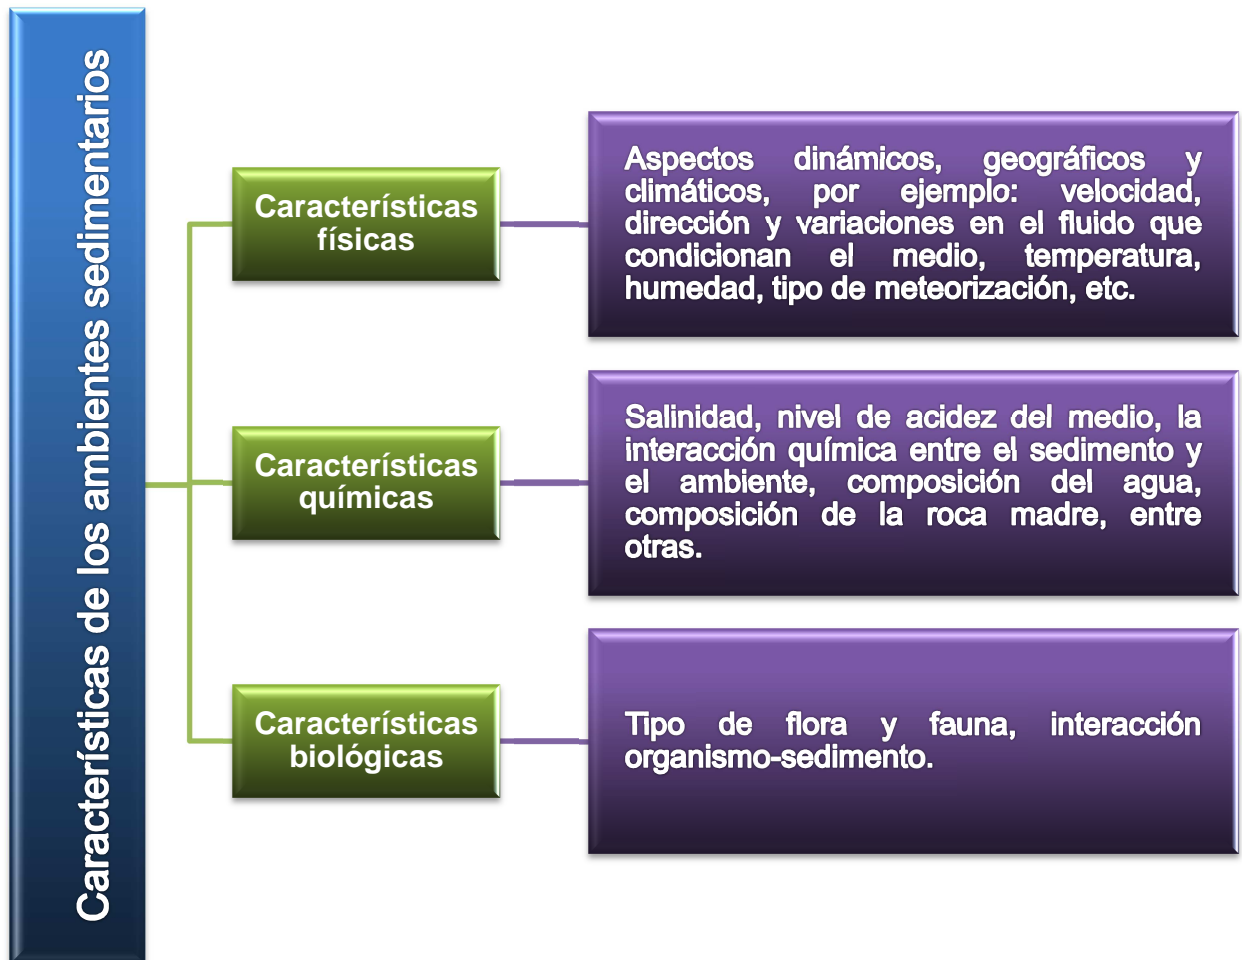 Características de los ambientes sedimentarios
Características
físicas
Aspectos dinámicos, geográficos y
climáticos, por ejemplo: velocidad,
dirección y variaciones en el fluido que
condicionan el medio, temperatura,
humedad, tipo de meteorización, etc.
Características
químicas
Salinidad, nivel de acidez del medio, la
interacción química entre el sedimento y
el ambiente, composición del agua,
composición de la roca madre, entre
otras.
Características
biológicas
Tipo de flora y fauna, interacción
organismo-sedimento.